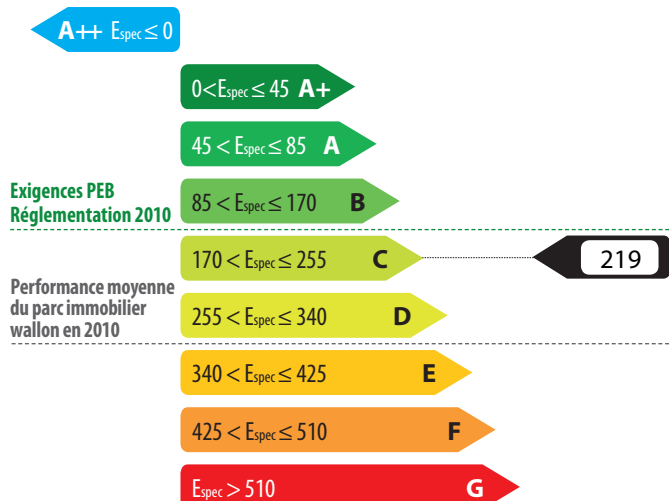 A++ Espec ≤ 0
0<Espec ≤ 45 A+
45 < Espec ≤ 85 A
Exigences PEB
Réglementation 2010
85 < Espec ≤ 170 B
170 < Espec ≤ 255 C
219
Performance moyenne
du parc immobilier
wallon en 2010
255 < Espec ≤ 340 D
340 < Espec ≤ 425 E
425 < Espec ≤ 510 F
Espec > 510 G